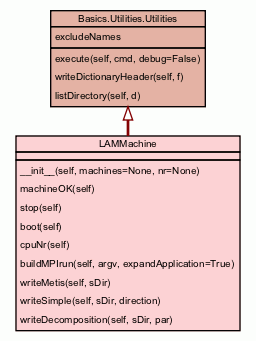 Basics.Utilities.Utilities
excludeNames
execute(self, cmd, debug=False)
writeDictionaryHeader(self, f)
listDirectory(self, d)
LAMMachine
__init__(self, machines=None, nr=None)
machineOK(self)
stop(self)
boot(self)
cpuNr(self)
buildMPIrun(self, argv, expandApplication=True)
writeMetis(self, sDir)
writeSimple(self, sDir, direction)
writeDecomposition(self, sDir, par)